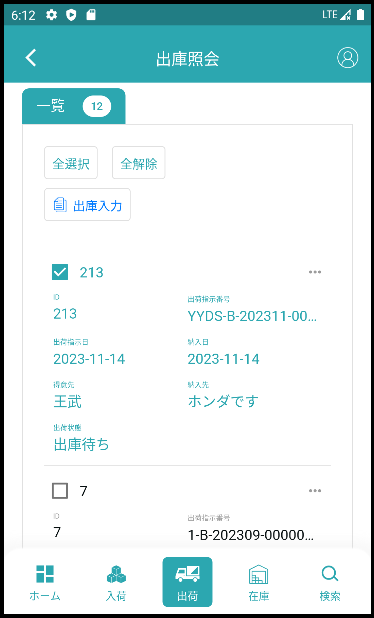 6:12 LTE
出庫照会
一覧 12
全選択 全解除
出庫入力
213
ID 出荷指示番号
213 YYDS-B-202311-00...
出荷指示日 納入日
2023-11-14 2023-11-14
得意先 納入先
王武 ホンダです
出荷状態
出庫待ち
7
ID 出荷指示番号
7 1-B-202309-00000...
ホーム 入荷 出荷 在庫 検索